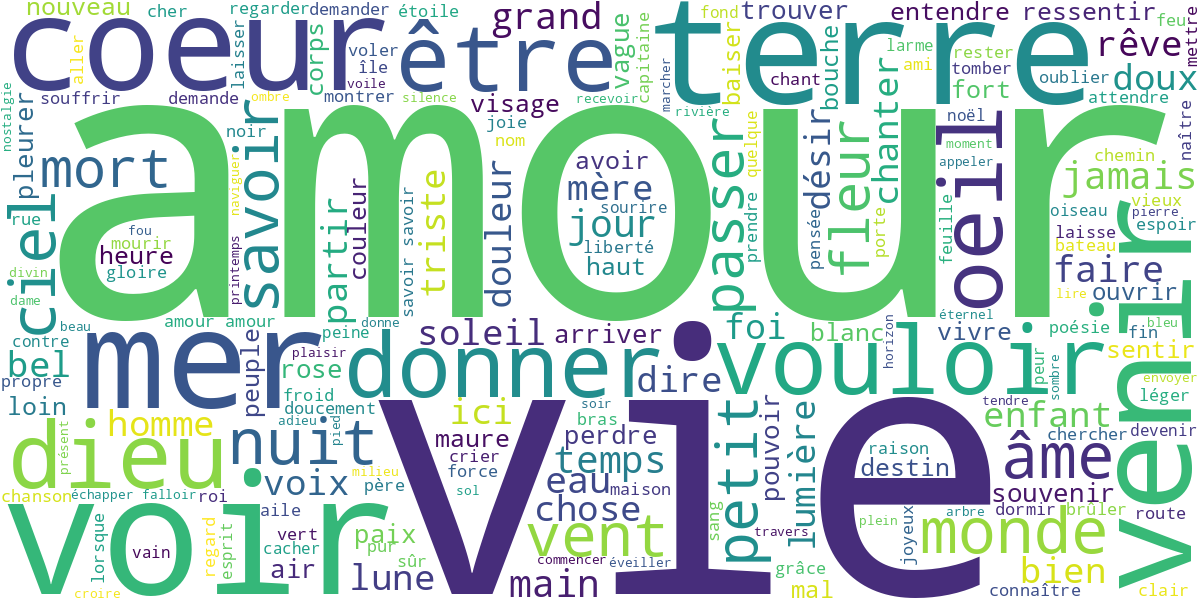 nouveau
cher
regarder
demander
étoile
grand
fond
trouver
entendre
ressentir
feu
coeur
aller
laisser
corps
voler
île
voile
être
vague
capitaine
terre
baiser
chant
bouche
larme
ami
rester
tomber
fort
rêve
oublier
doux
mettre
nostalgie
souffrir
demande
ombre
montrer
silence
visage
recevoir
marcher
rivière
attendre
pleurer
noir
savoir
joie
nom
amour
avoir
passer
quelque
désir
chanter
noël
moment
appeler
oeil
naître
chemin
jamais
mort
naviguer
couleur
savoir savoir
triste
douleur
mère
sourire
jour
liberté
haut
prendre
pensée
fleur
porte
feuille
oiseau
vieux
pierre
espoir
laisse
bateau
rue
ciel
fou
mourir
heure
gloire
printemps
partir
divin
dame
faire
lire
ouvrir
venir
beau
contre
amour amour
peine
donne
soleil
arriver
foi
blanc
horizon
éternel
vivre
poésie
fin
bleu
bel
propre
mer
peuple
plaisir
rose
froid
donner
dire
vouloir
peur
sombre
sentir
envoyer
léger
loin
doucement
adieu
pied
ici
soir
bras
vie
petit
pouvoir
lumière
tendre
enfant
chercher
devenir
dieu
présent
homme
nuit
maure
crier
force
perdre
temps
raison
destin
âme
chanson
échapper
falloir
roi
voix
milieu
père
sol
eau
maison
chose
souvenir
dormir
brûler
route
voir
lorsque
vain
regard
esprit
aile
vert
cacher
air
paix
pur
sûr
lune
vent
commencer
éveiller
main
sang
travers
grâce
mal
plein
arbre
joyeux
monde
bien
connaître
clair
croire